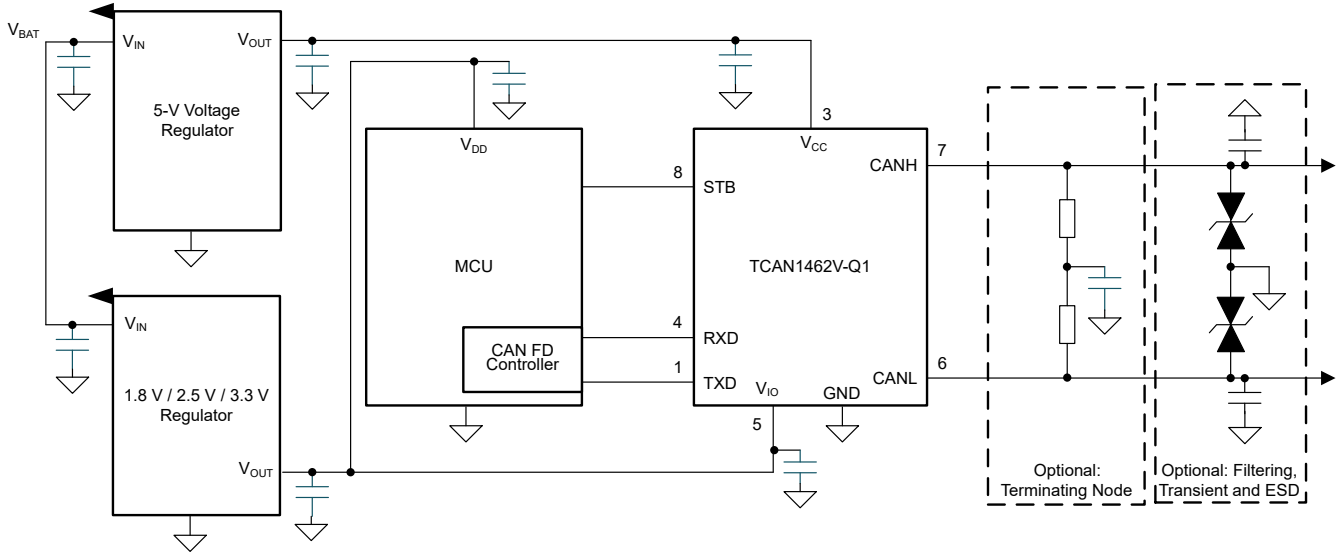 VBAT
VIN
VOUT
5-V Voltage
Regulator
VDD
MCU
CAN FD
Controller
3
VCC
8
STB
4
RXD
1
TXD
TCAN1462V-Q1
CANH
7
CANL
6
VIO
5
GND
VIN
1.8 V / 2.5 V / 3.3 V
Regulator
VOUT
Optional:
Terminating Node
Optional: Filtering,
Transient and ESD